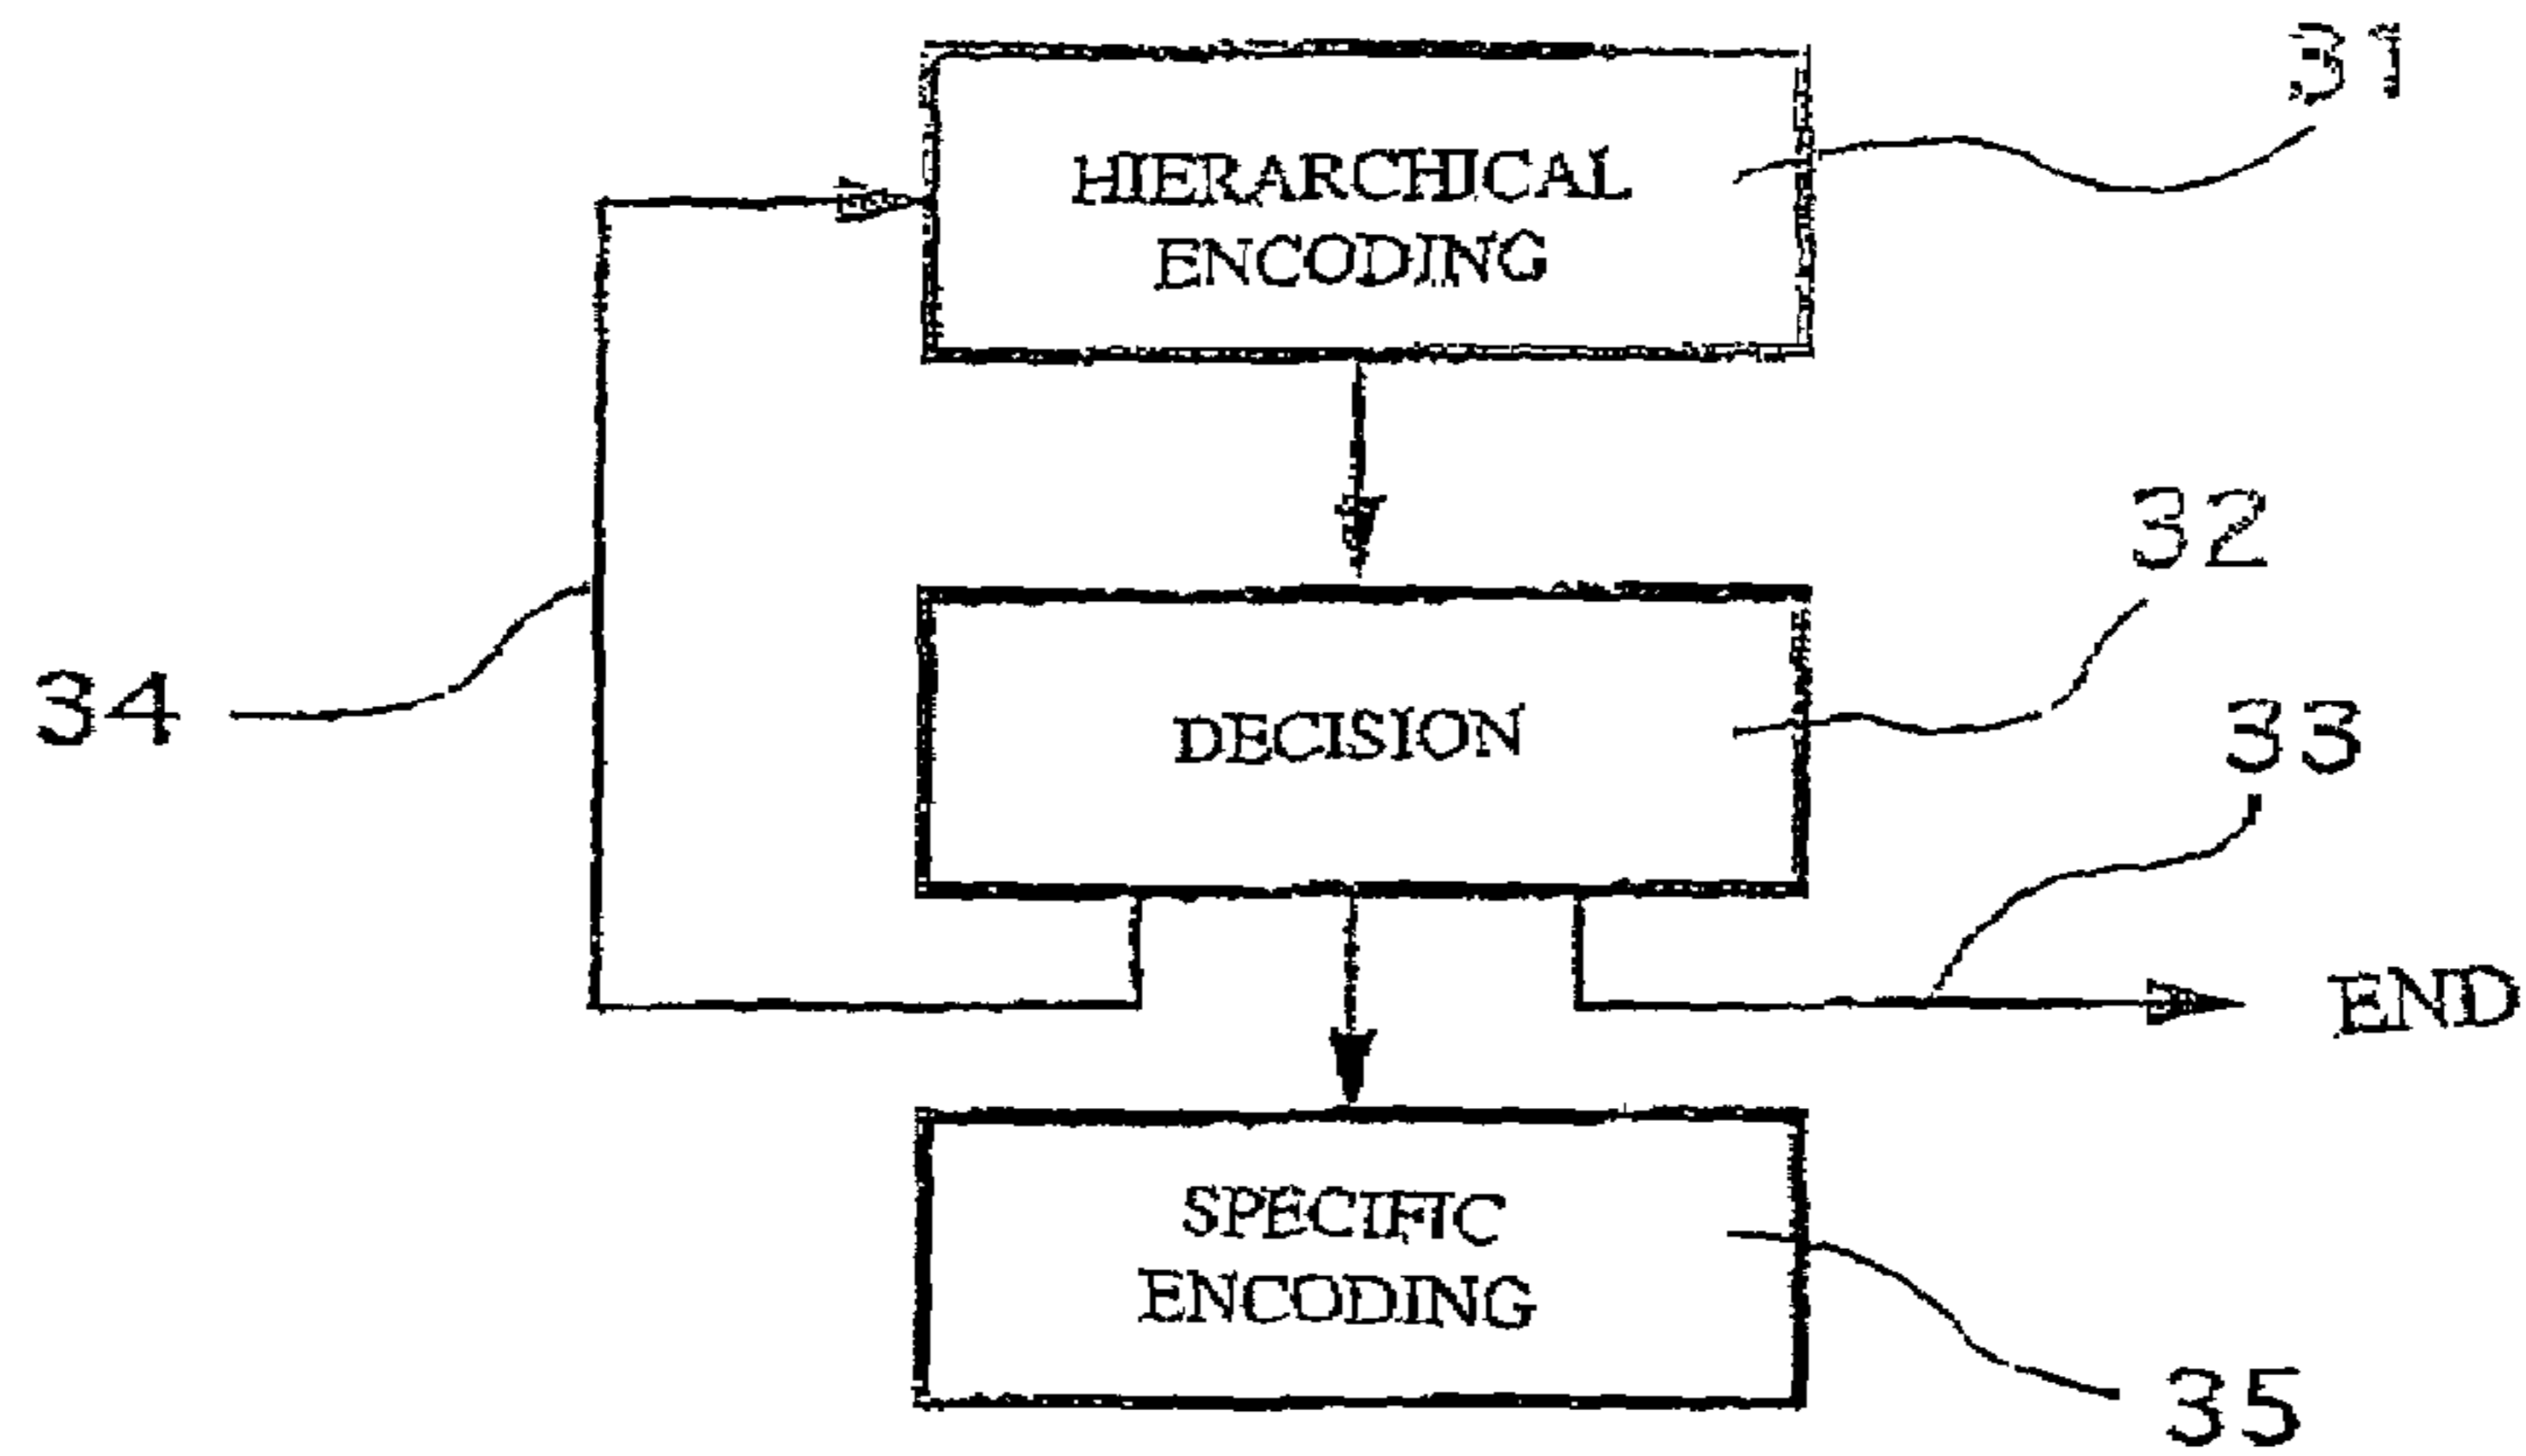 31
HIERARCHICAL
ENCODING
32
34
DECISION
33
END
SPECIFIC
ENCODING
35